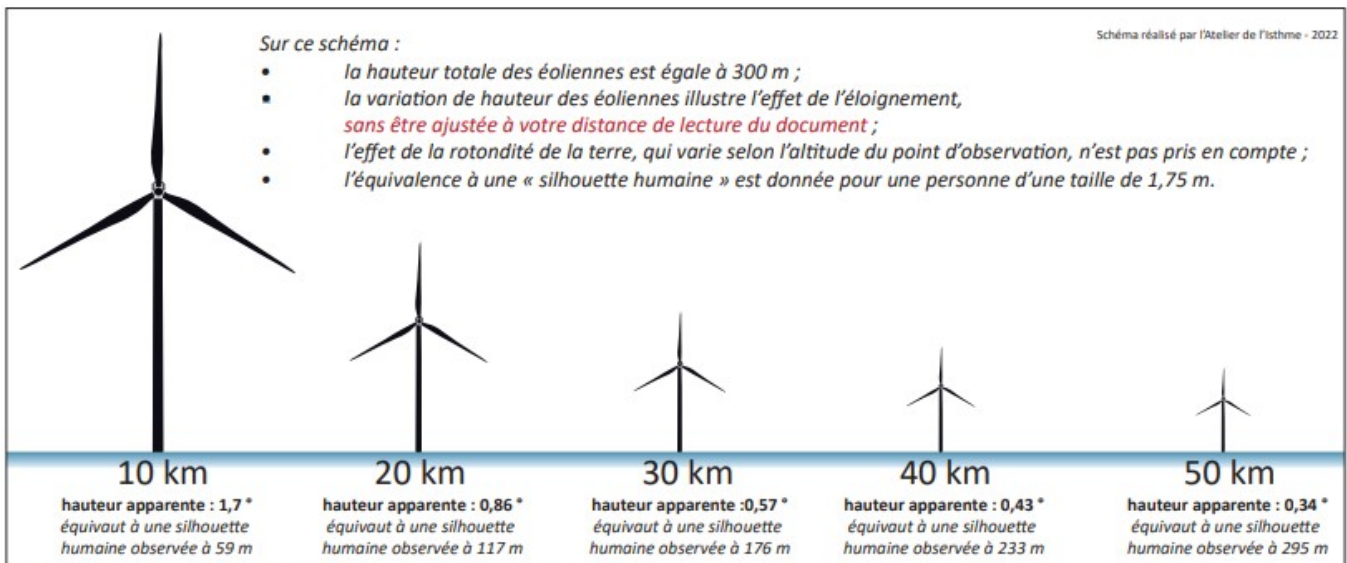 Schéma réalisé par l'Atelier de l'Isthme - 2022
Sur ce schéma :
• la hauteur totale des éoliennes est égale à 300 m ;
• la variation de hauteur des éoliennes illustre l'effet de l'éloignement,
sans être ajustée à votre distance de lecture du document ;
• l'effet de la rotondité de la terre, qui varie selon l'altitude du point d'observation, n'est pas pris en compte ;
• l'équivalence à une « silhouette humaine » est donnée pour une personne d'une taille de 1,75 m.
10 km
hauteur apparente : 1,7 °
équivaut à une silhouette
humaine observée à 59 m
20 km
hauteur apparente : 0,86 °
équivaut à une silhouette
humaine observée à 117 m
30 km
hauteur apparente :0,57 °
équivaut à une silhouette
humaine observée à 176 m
40 km
hauteur apparente : 0,43 °
équivaut à une silhouette
humaine observée à 233 m
50 km
hauteur apparente : 0,34 °
équivaut à une silhouette
humaine observée à 295 m